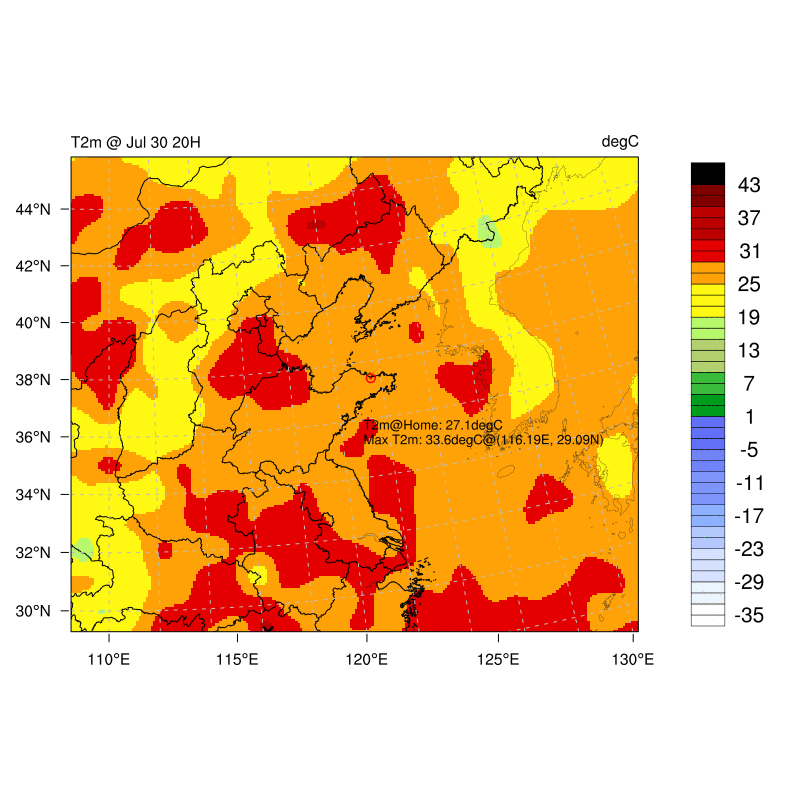 T2m @ Jul 30 20H
degC
44°N
42°N
40°N
38°N
36°N
34°N
32°N
30°N
110°E
115°E
120°E
125°E
130°E
T2m@Home: 27.1degC
Max T2m: 33.6degC@(116.19E, 29.09N)
43
37
31
25
19
13
7
1
-5
-11
-17
-23
-29
-35